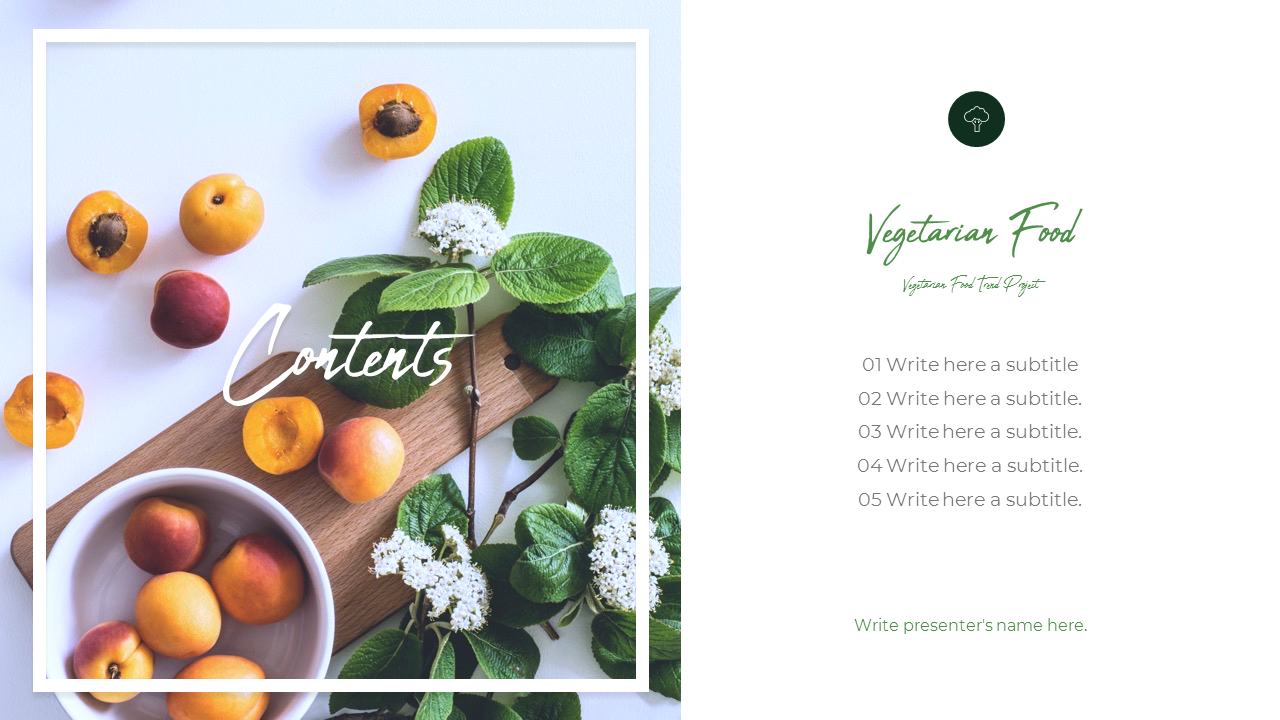 Contents
Vegetarian Food
Vegetarian Food Trend Project
01 Write here a subtitle
02 Write here a subtitle.
03 Write here a subtitle.
04 Write here a subtitle.
05 Write here a subtitle.
Write presenter's name here.